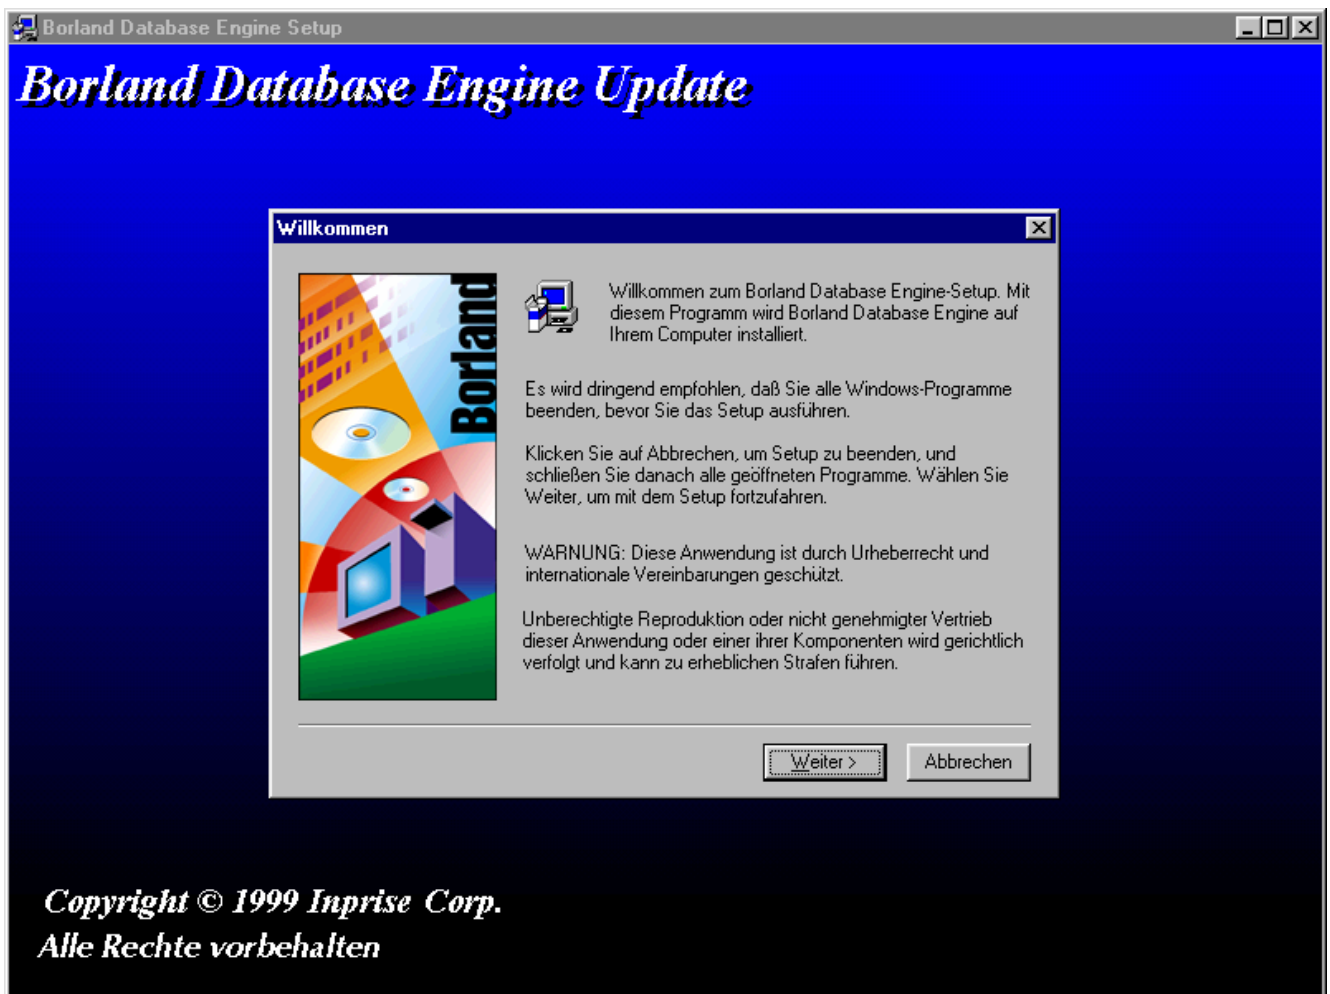 Borland Database Engine Setup
Borland Database Engine Update
Willkommen
Borland
Willkommen zum Borland Database Engine-Setup. Mit
diesem Programm wird Borland Database Engine auf
Ihrem Computer installiert.
Es wird dringend empfohlen, daß Sie alle Windows-Programme
beenden, bevor Sie das Setup ausführen.
Klicken Sie auf Abbrechen, um Setup zu beenden, und
schließen Sie danach alle geöffneten Programme. Wählen Sie
Weiter, um mit dem Setup fortzufahren.
WARNUNG: Diese Anwendung ist durch Urheberrecht und
internationale Vereinbarungen geschützt.
Unberechtigte Reproduktion oder nicht genehmigter Vertrieb
dieser Anwendung oder einer ihrer Komponenten wird gerichtlich
verfolgt und kann zu erheblichen Strafen führen.
Weiter >
Abbrechen
Copyright © 1999 Inprise Corp.
Alle Rechte vorbehalten